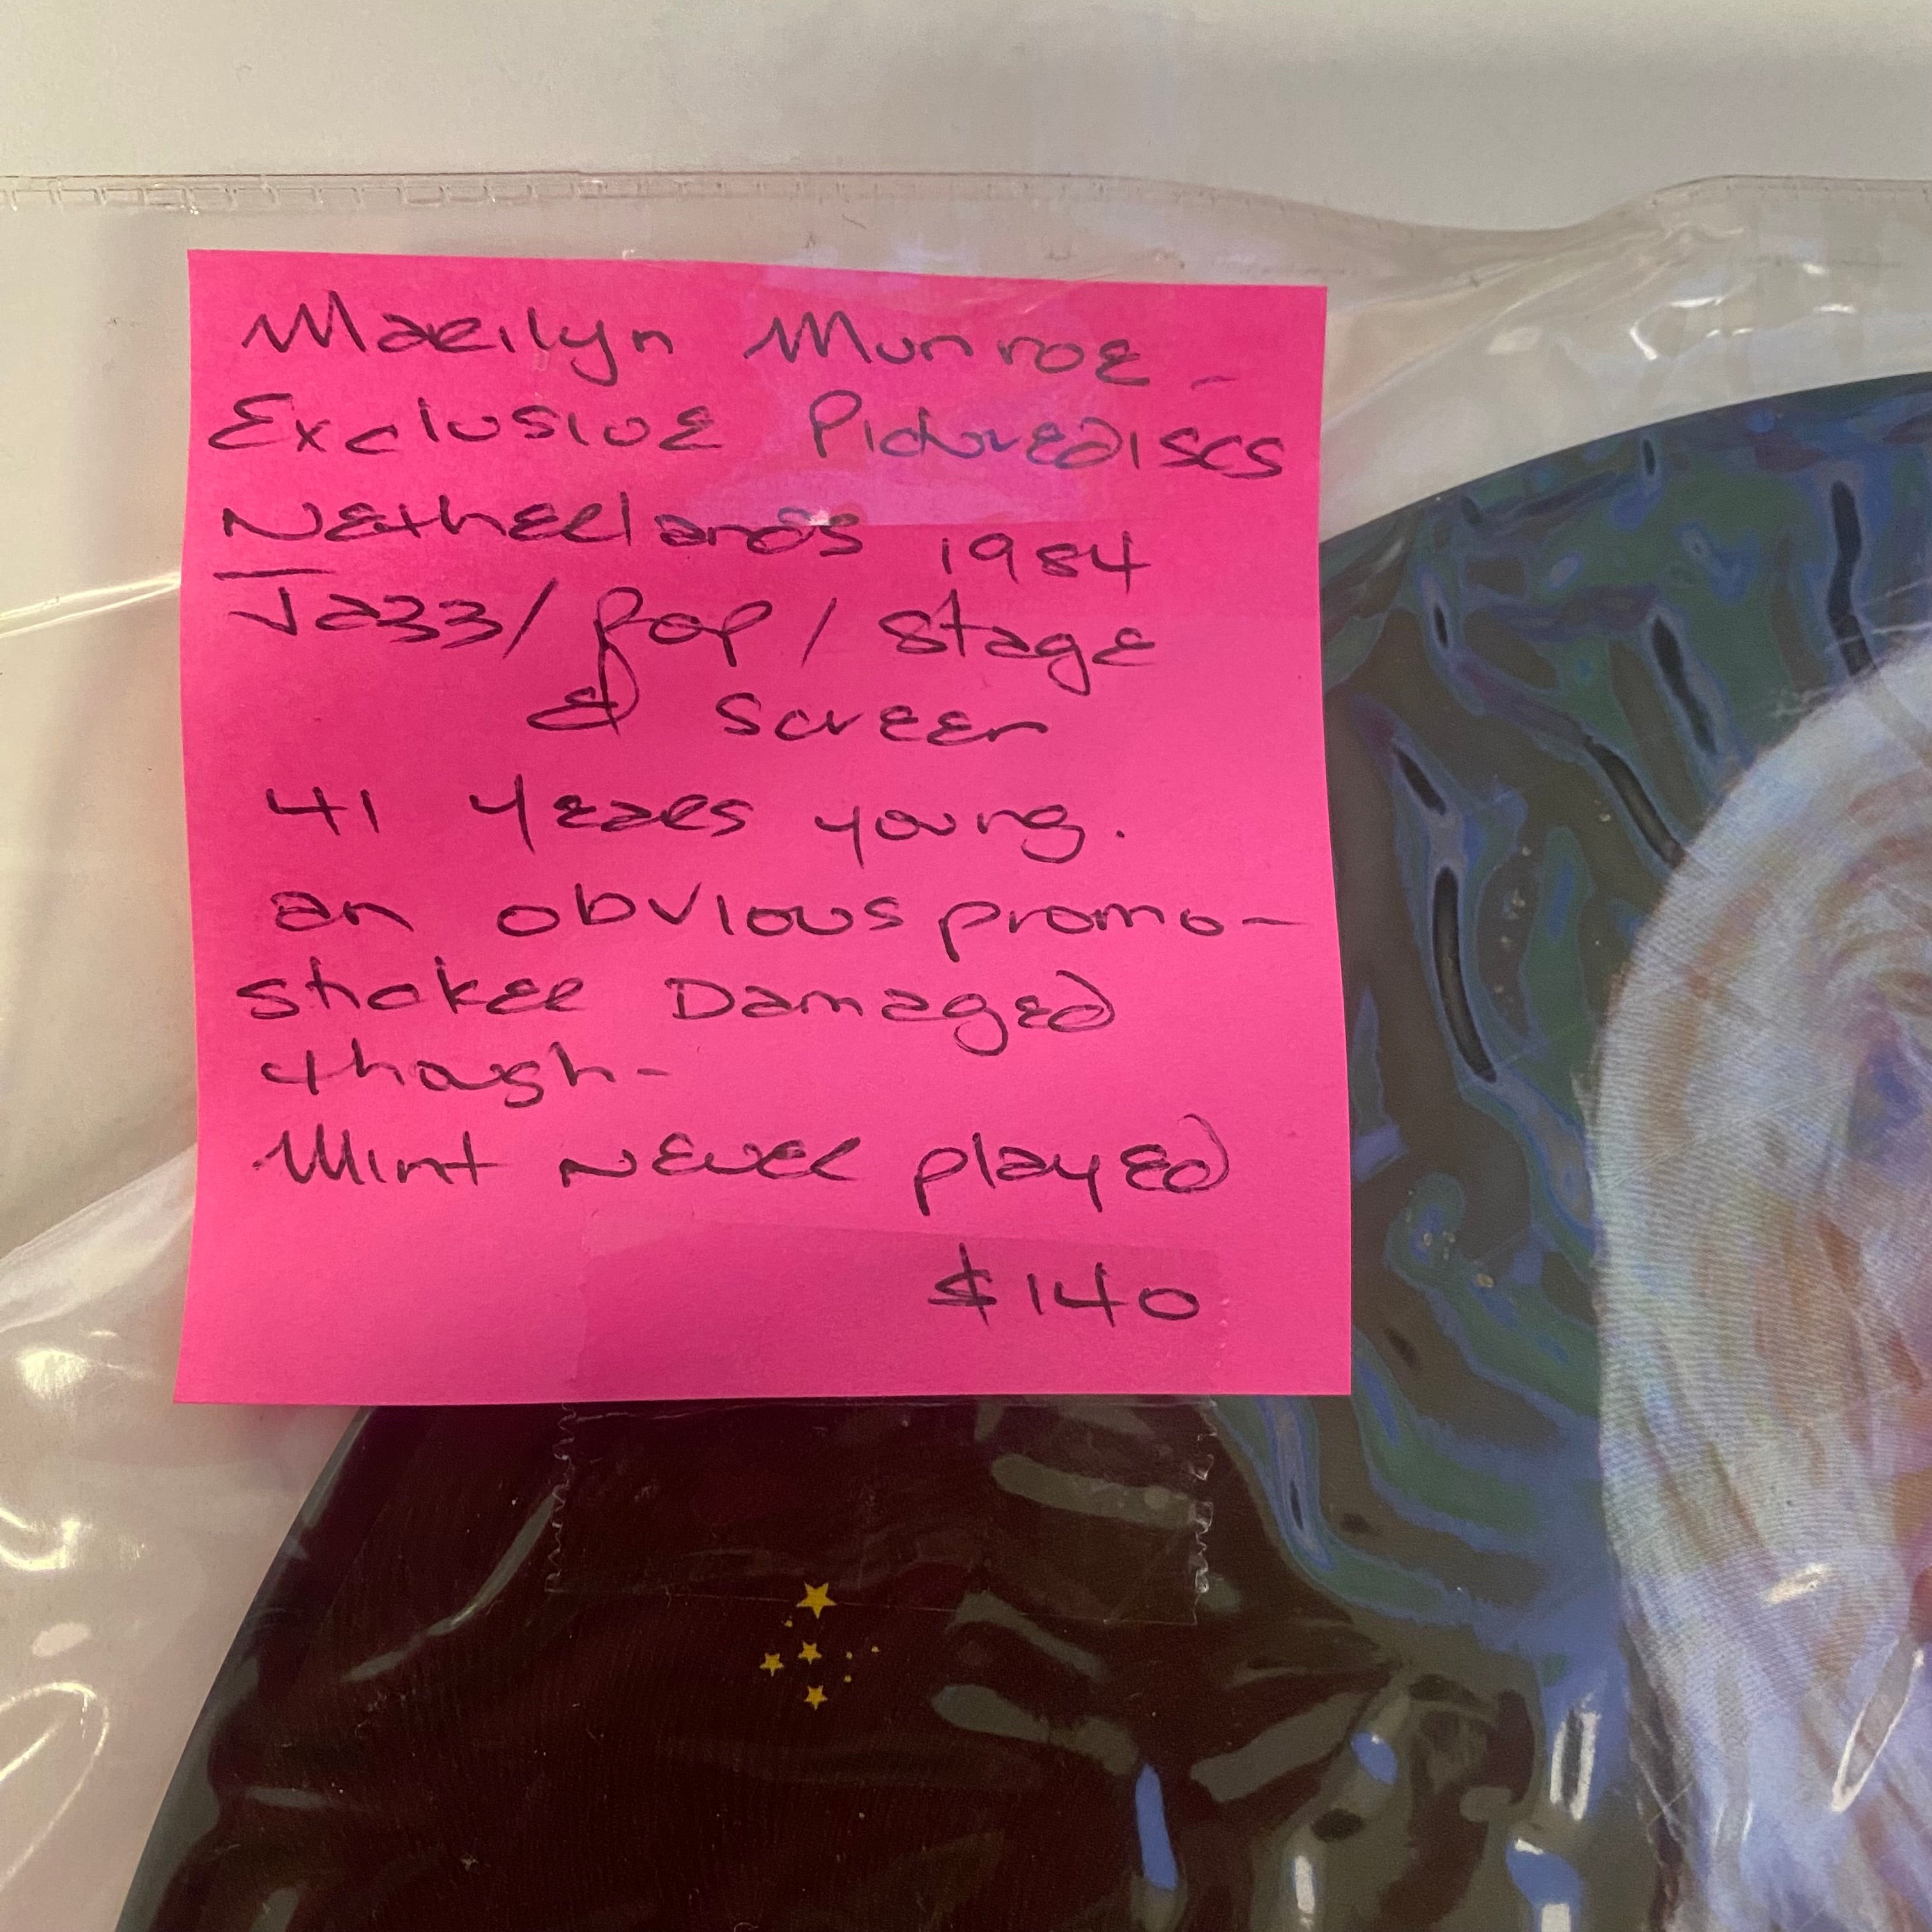 Marilyn Munroe -
Exclusive Picturediscs
Netherlands 1984
Jazz/pop/stage
& screen
41 years young.
an obvious promo-
sticker Damaged
though-
Mint Never played
$140